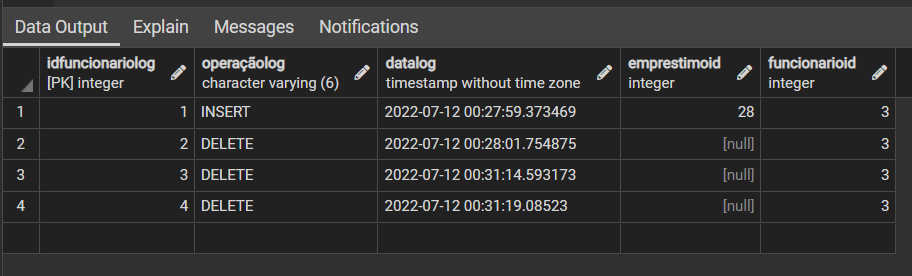 Data Output Explain Messages Notifications
idfuncionariolog operaçãolog datalog emprestimoid funcionarioid
[PK] integer character varying (6) timestamp without time zone integer integer
1 1 INSERT 2022-07-12 00:27:59.373469 28 3
2 2 DELETE 2022-07-12 00:28:01.754875 [null] 3
3 3 DELETE 2022-07-12 00:31:14.593173 [null] 3
4 4 DELETE 2022-07-12 00:31:19.08523 [null] 3